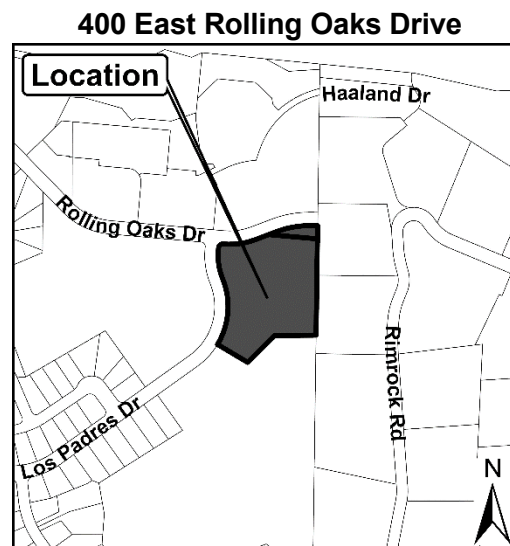 400 East Rolling Oaks Drive
Location
Haaland Dr
Rolling Oaks Dr
Rimrock Rd
Los Padres Dr
N